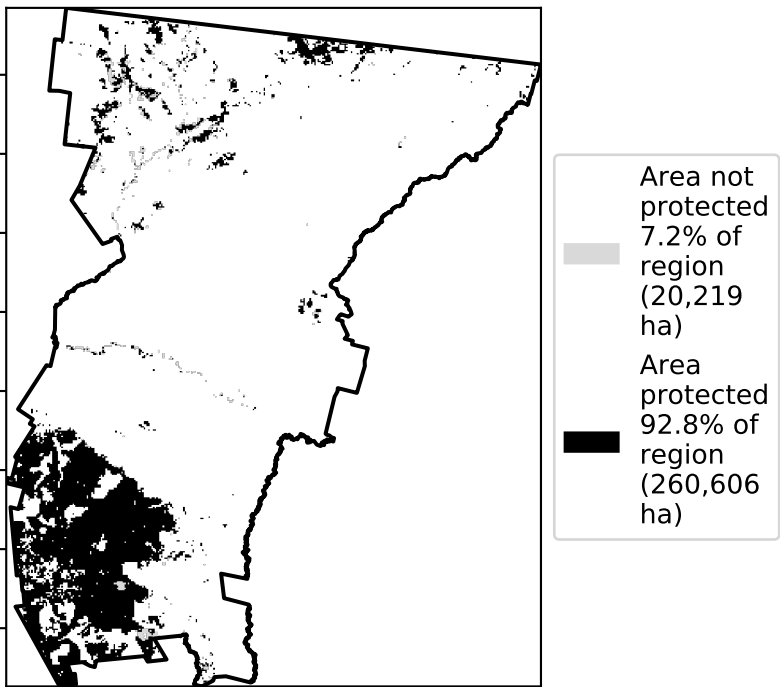 Area not
protected
7.2% of
region
(20,219
ha)
Area
protected
92.8% of
region
(260,606
ha)